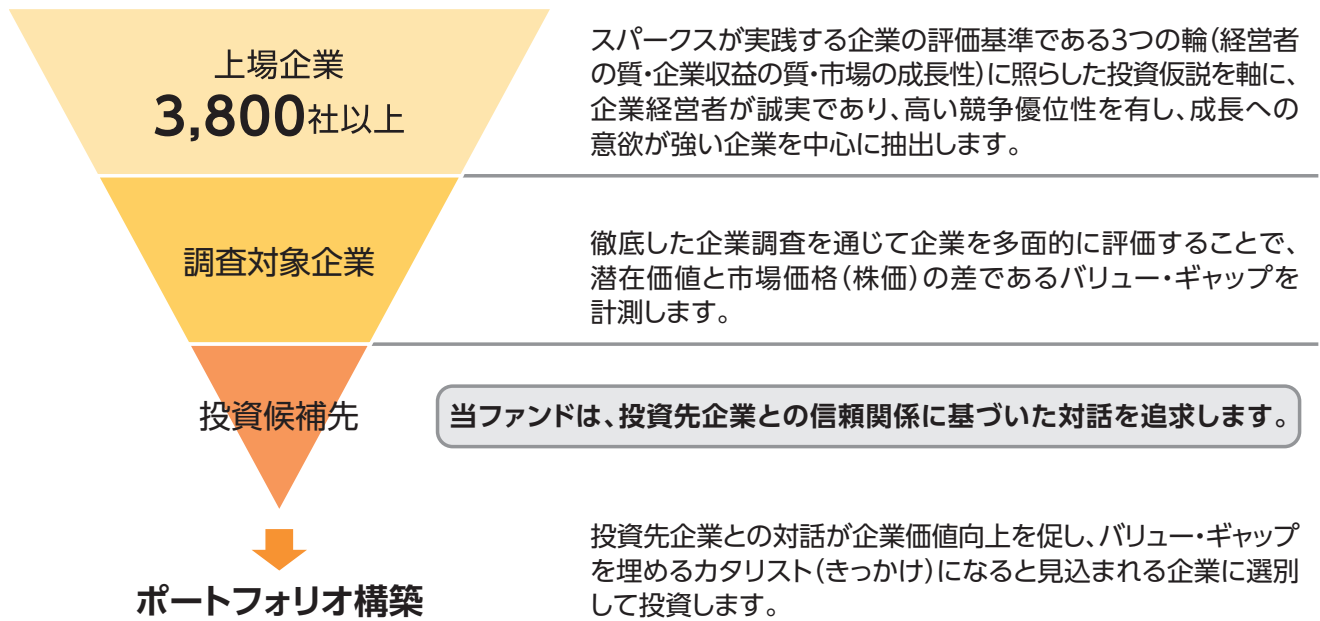 上場企業
3,800社以上
スパークスが実践する企業の評価基準である3つの輪(経営者
の質・企業収益の質・市場の成長性)に照らした投資仮説を軸に、
企業経営者が誠実であり、高い競争優位性を有し、成長への
意欲が強い企業を中心に抽出します。
調査対象企業
徹底した企業調査を通じて企業を多面的に評価することで、
潜在価値と市場価格(株価)の差であるバリュー・ギャップを
計測します。
投資候補先
当ファンドは、投資先企業との信頼関係に基づいた対話を追求します。
ポートフォリオ構築
投資先企業との対話が企業価値向上を促し、バリュー・ギャップ
を埋めるカタリスト(きっかけ)になると見込まれる企業に選別
して投資します。